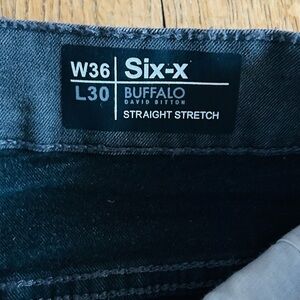 W36 Six-x
L30 BUFFALO
DAVID BITTON
STRAIGHT STRETCH